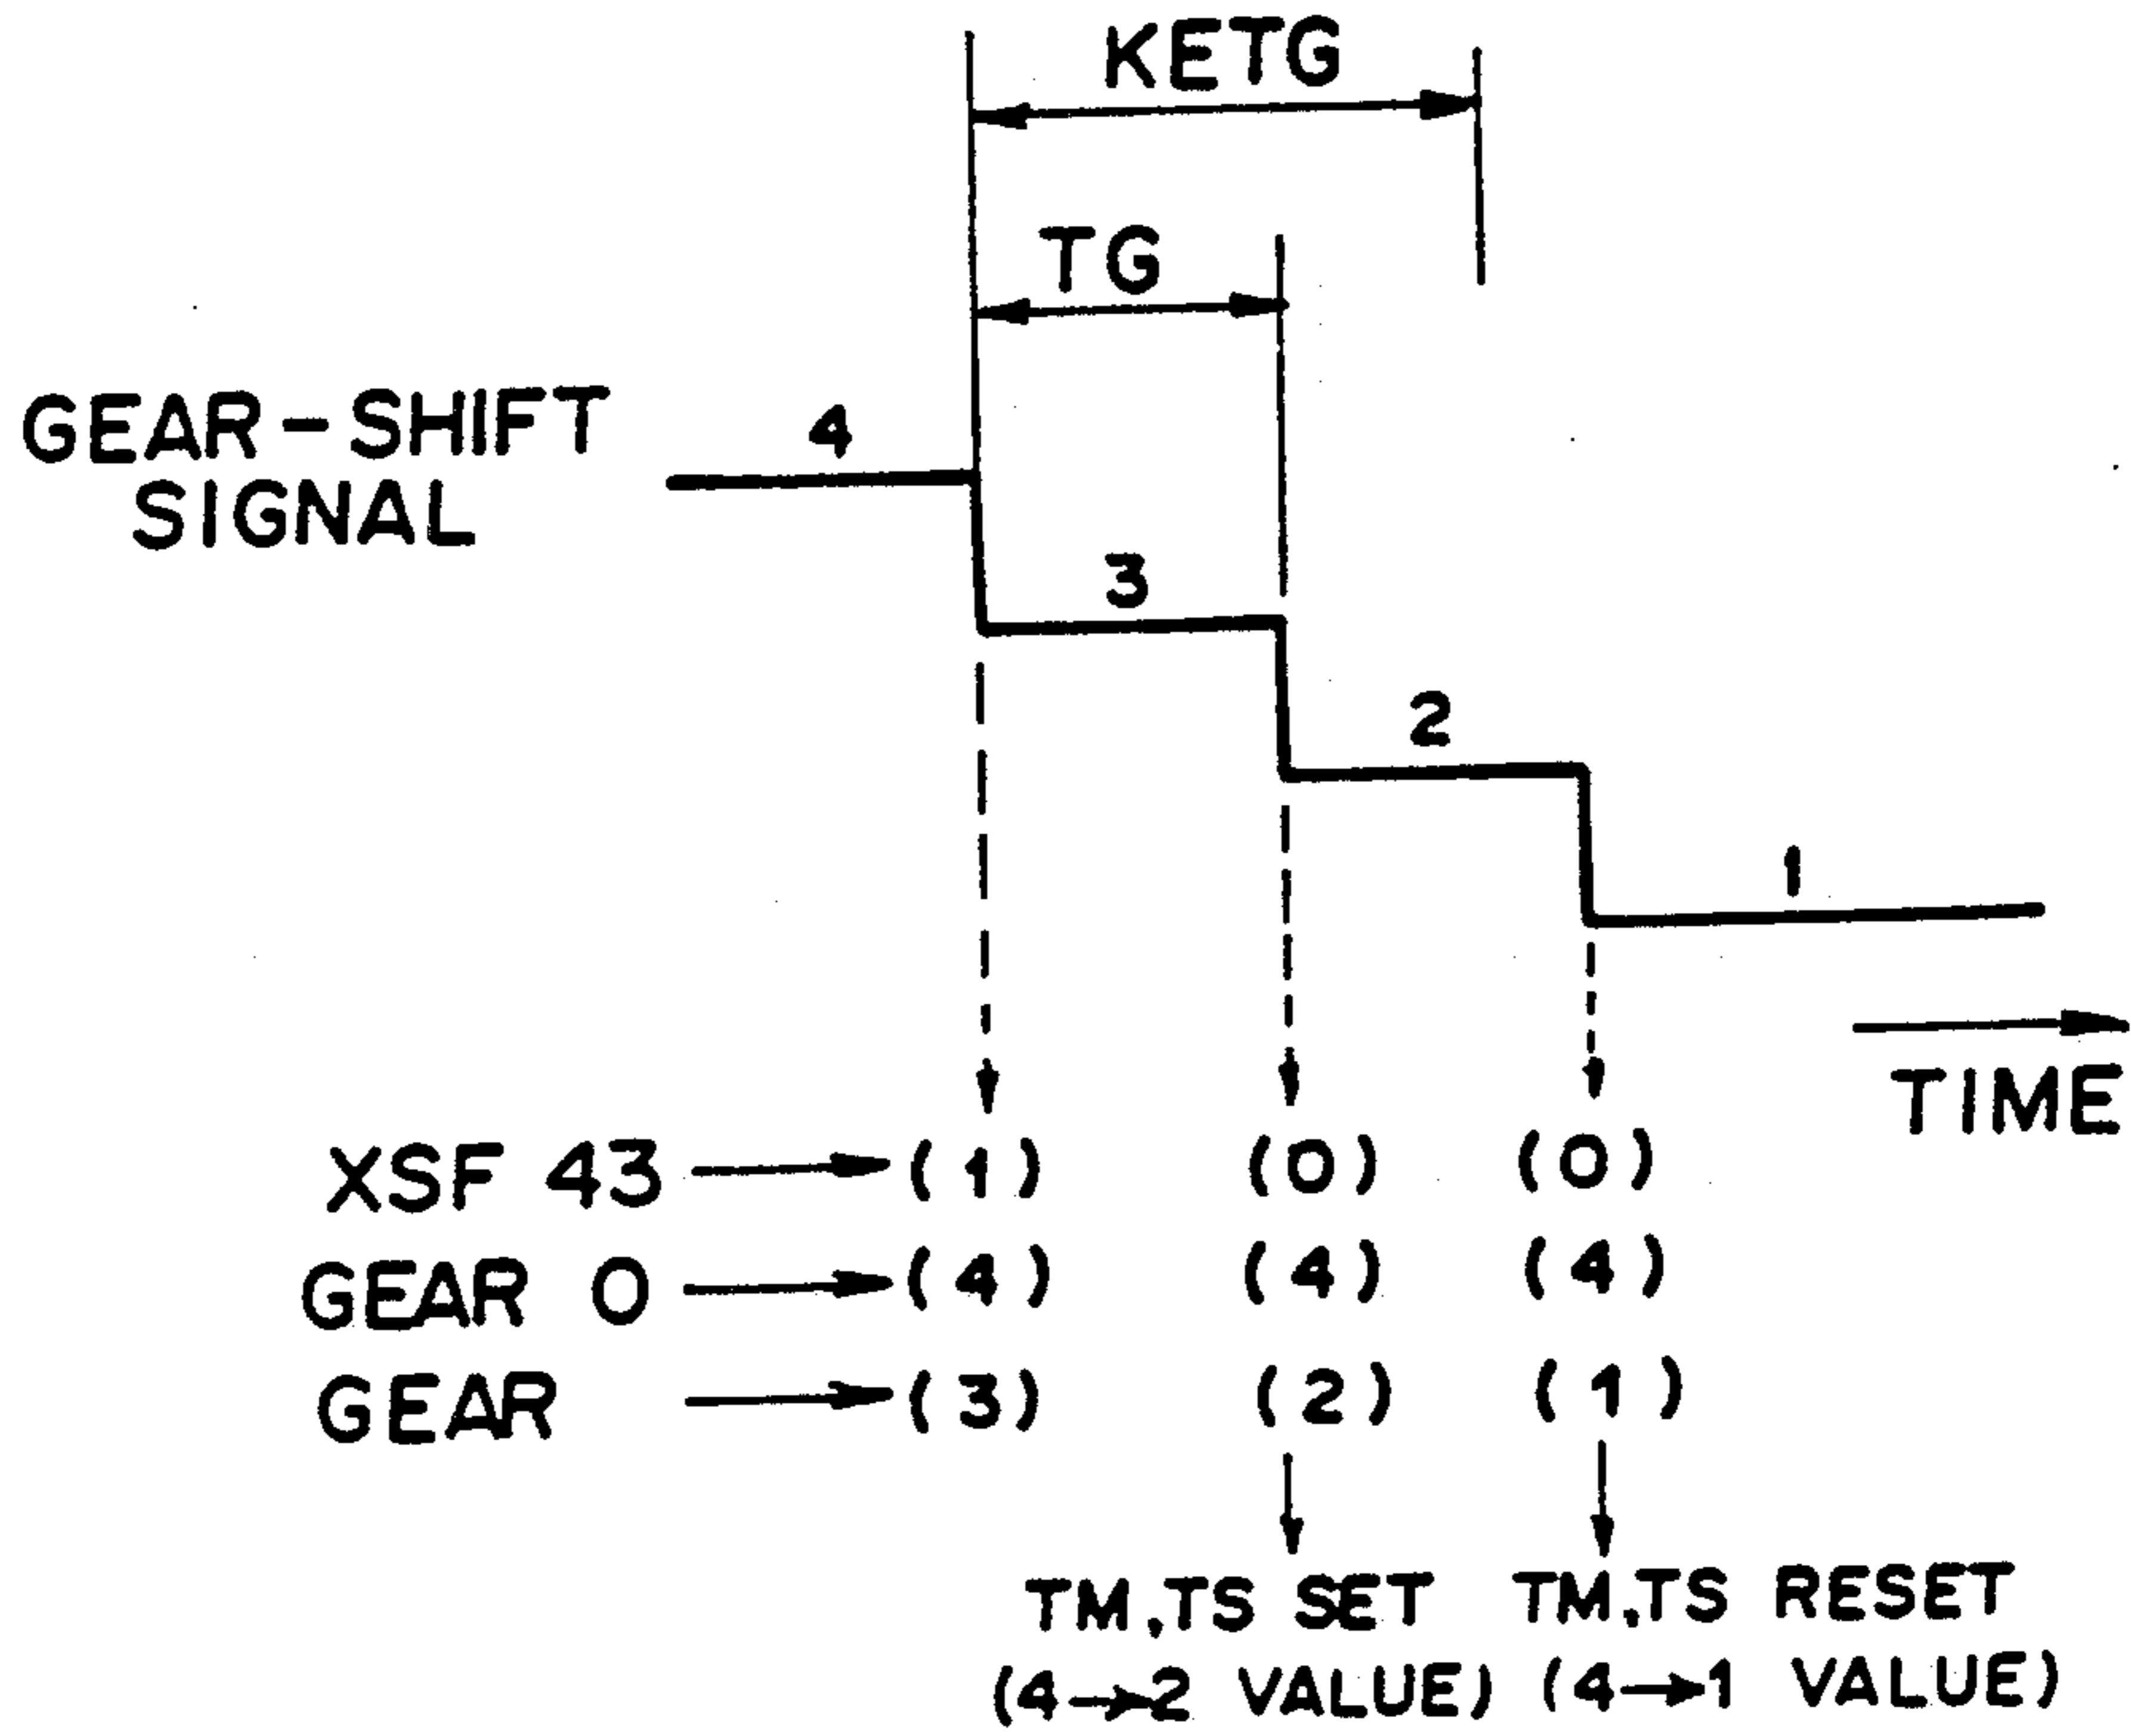 KETG
TG
GEAR-SHIFT
SIGNAL
4
3
2
1
TIME
XSF 43 → (1) (0) (0)
GEAR 0 → (4) (4) (4)
GEAR → (3) (2) (1)
TM,TS SET TM,TS RESET
(4→2 VALUE) (4→1 VALUE)